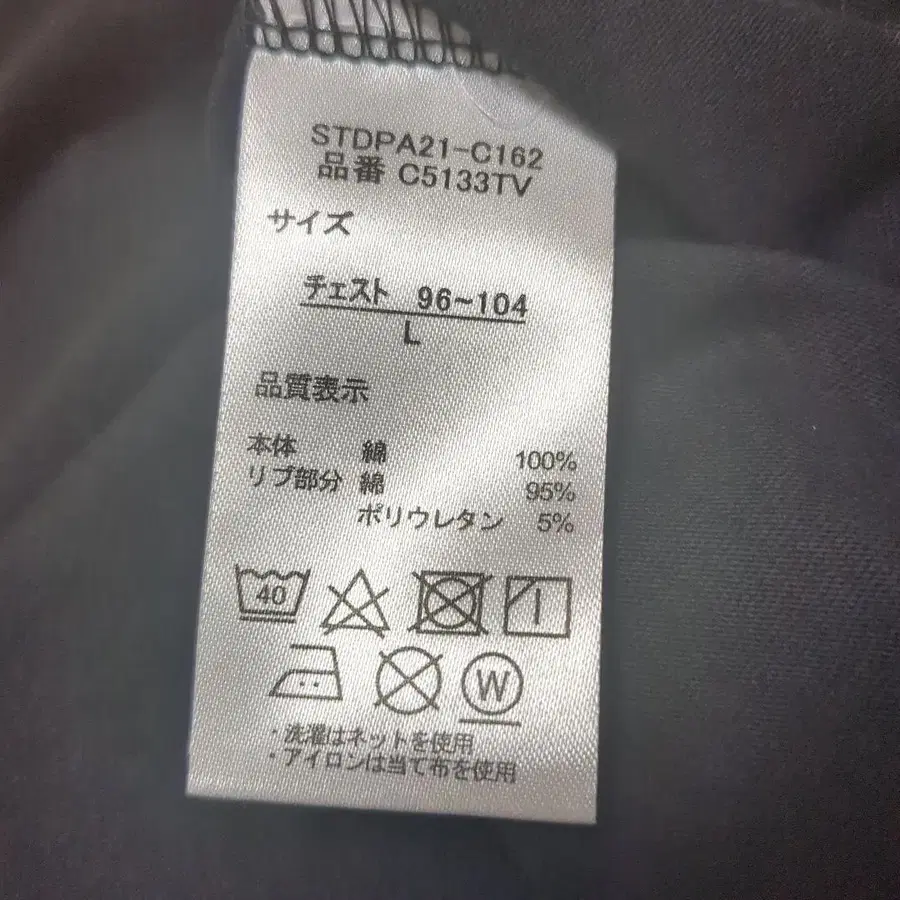 STDPA21-C162
品番 C5133TV
サイズ
チェスト 96~104
L
品質表示
本体 綿 100%
リブ部分 綿 95%
ポリウレタン 5%
40
W
・洗濯はネットを使用
・アイロンは当て布を使用